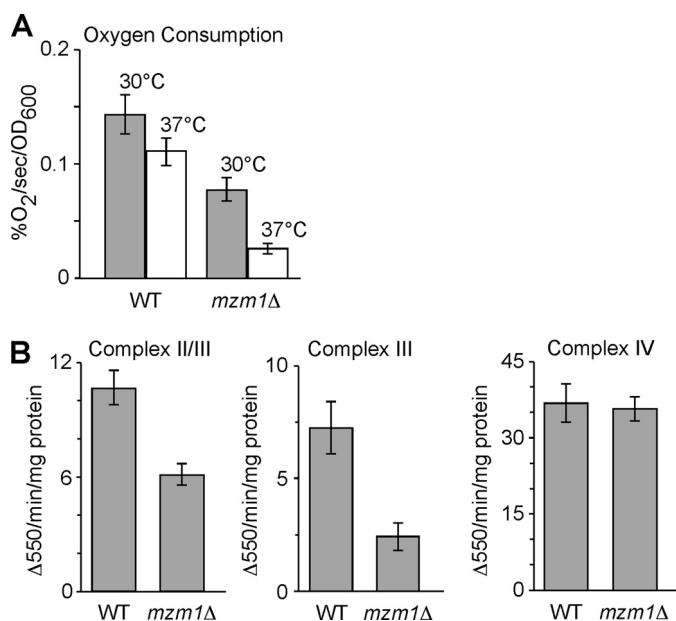 A
Oxygen Consumption
%O2/sec/OD600
0.2
0.1
0
30°C
37°C
30°C
37°C
WT
mzm1Δ
B
Complex II/III
Δ550/min/mg protein
12
6
0
WT
mzm1Δ
Complex III
Δ550/min/mg protein
10
5
0
WT
mzm1Δ
Complex IV
Δ550/min/mg protein
45
35
15
0
WT
mzm1Δ